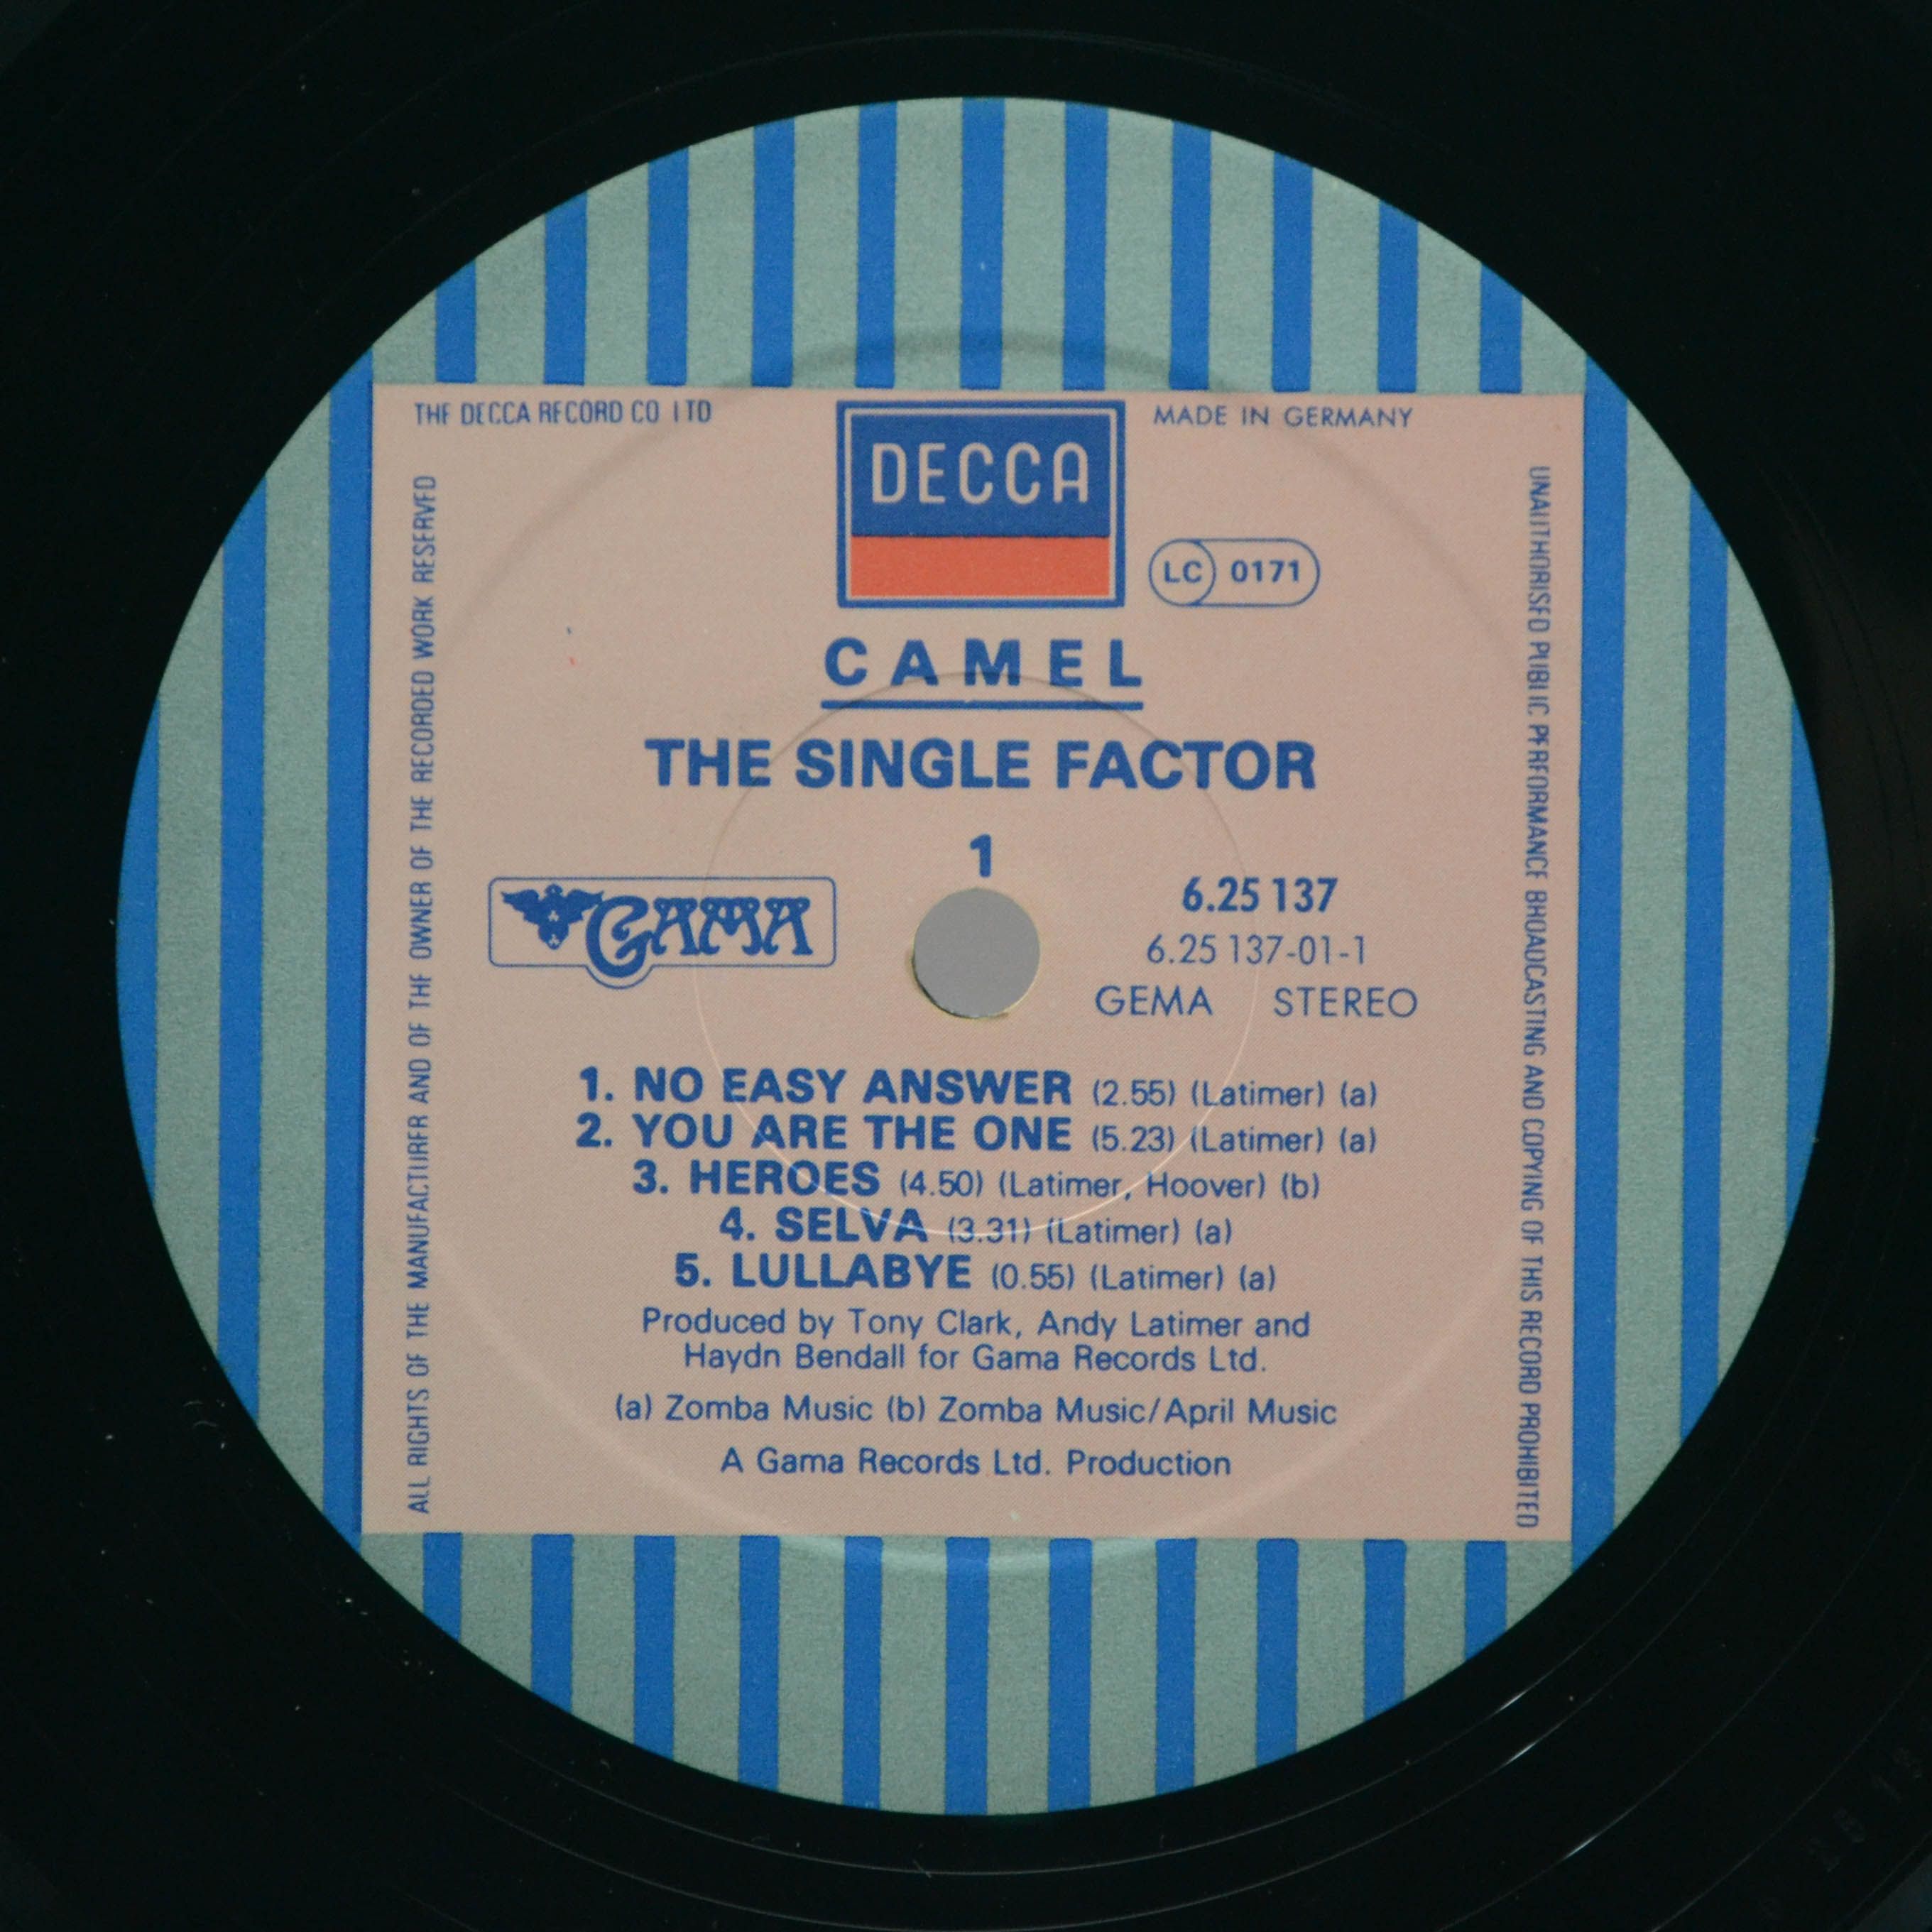 THE DECCA RECORD CO LTD
MADE IN GERMANY
DECCA
LC 0171
CAMEL
THE SINGLE FACTOR
1
GAMA
6.25 137
6.25 137-01-1
GEMA STEREO
1. NO EASY ANSWER (2.55) (Latimer) (a)
2. YOU ARE THE ONE (5.23) (Latimer) (a)
3. HEROES (4.50) (Latimer, Hoover) (b)
4. SELVA (3.31) (Latimer) (a)
5. LULLABYE (0.55) (Latimer) (a)
Produced by Tony Clark, Andy Latimer and
Haydn Bendall for Gama Records Ltd.
(a) Zomba Music (b) Zomba Music/April Music
A Gama Records Ltd. Production
ALL RIGHTS OF THE MANUFACTURER AND OF THE OWNER OF THE RECORDED WORK RESERVED
UNAUTHORISED PUBLIC PERFORMANCE BROADCASTING AND COPYING OF THIS RECORD PROHIBITED